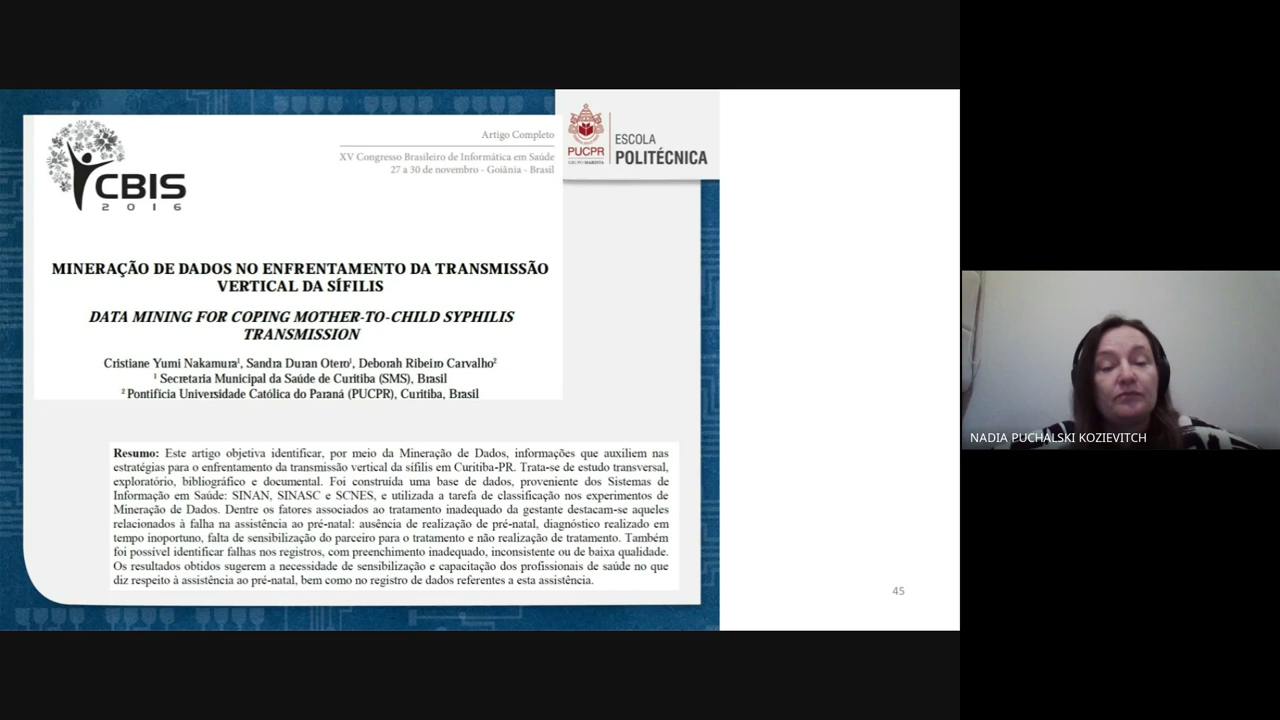 Artigo Completo
XV Congresso Brasileiro de Informática em Saúde
27 a 30 de novembro - Goiânia - Brasil
CBIS
2016
PUCPR
GRUPO MARISTA
ESCOLA
POLITÉCNICA
MINERAÇÃO DE DADOS NO ENFRENTAMENTO DA TRANSMISSÃO
VERTICAL DA SÍFILIS
DATA MINING FOR COPING MOTHER-TO-CHILD SYPHILIS
TRANSMISSION
Cristiane Yumi Nakamura¹, Sandra Duran Otero¹, Deborah Ribeiro Carvalho²
¹ Secretaria Municipal da Saúde de Curitiba (SMS), Brasil
² Pontifícia Universidade Católica do Paraná (PUCPR), Curitiba, Brasil
Resumo: Este artigo objetiva identificar, por meio da Mineração de Dados, informações que auxiliem nas
estratégias para o enfrentamento da transmissão vertical da sífilis em Curitiba-PR. Trata-se de estudo transversal,
exploratório, bibliográfico e documental. Foi construída uma base de dados, proveniente dos Sistemas de
Informação em Saúde: SINAN, SINASC e SCNES, e utilizada a tarefa de classificação nos experimentos de
Mineração de Dados. Dentre os fatores associados ao tratamento inadequado da gestante destacam-se aqueles
relacionados à falha na assistência ao pré-natal: ausência de realização de pré-natal, diagnóstico realizado em
tempo inoportuno, falta de sensibilização do parceiro para o tratamento e não realização de tratamento. Também
foi possível identificar falhas nos registros, com preenchimento inadequado, inconsistente ou de baixa qualidade.
Os resultados obtidos sugerem a necessidade de sensibilização e capacitação dos profissionais de saúde no que
diz respeito à assistência ao pré-natal, bem como no registro de dados referentes a esta assistência.
45
NADIA PUCHALSKI KOZIEVITCH